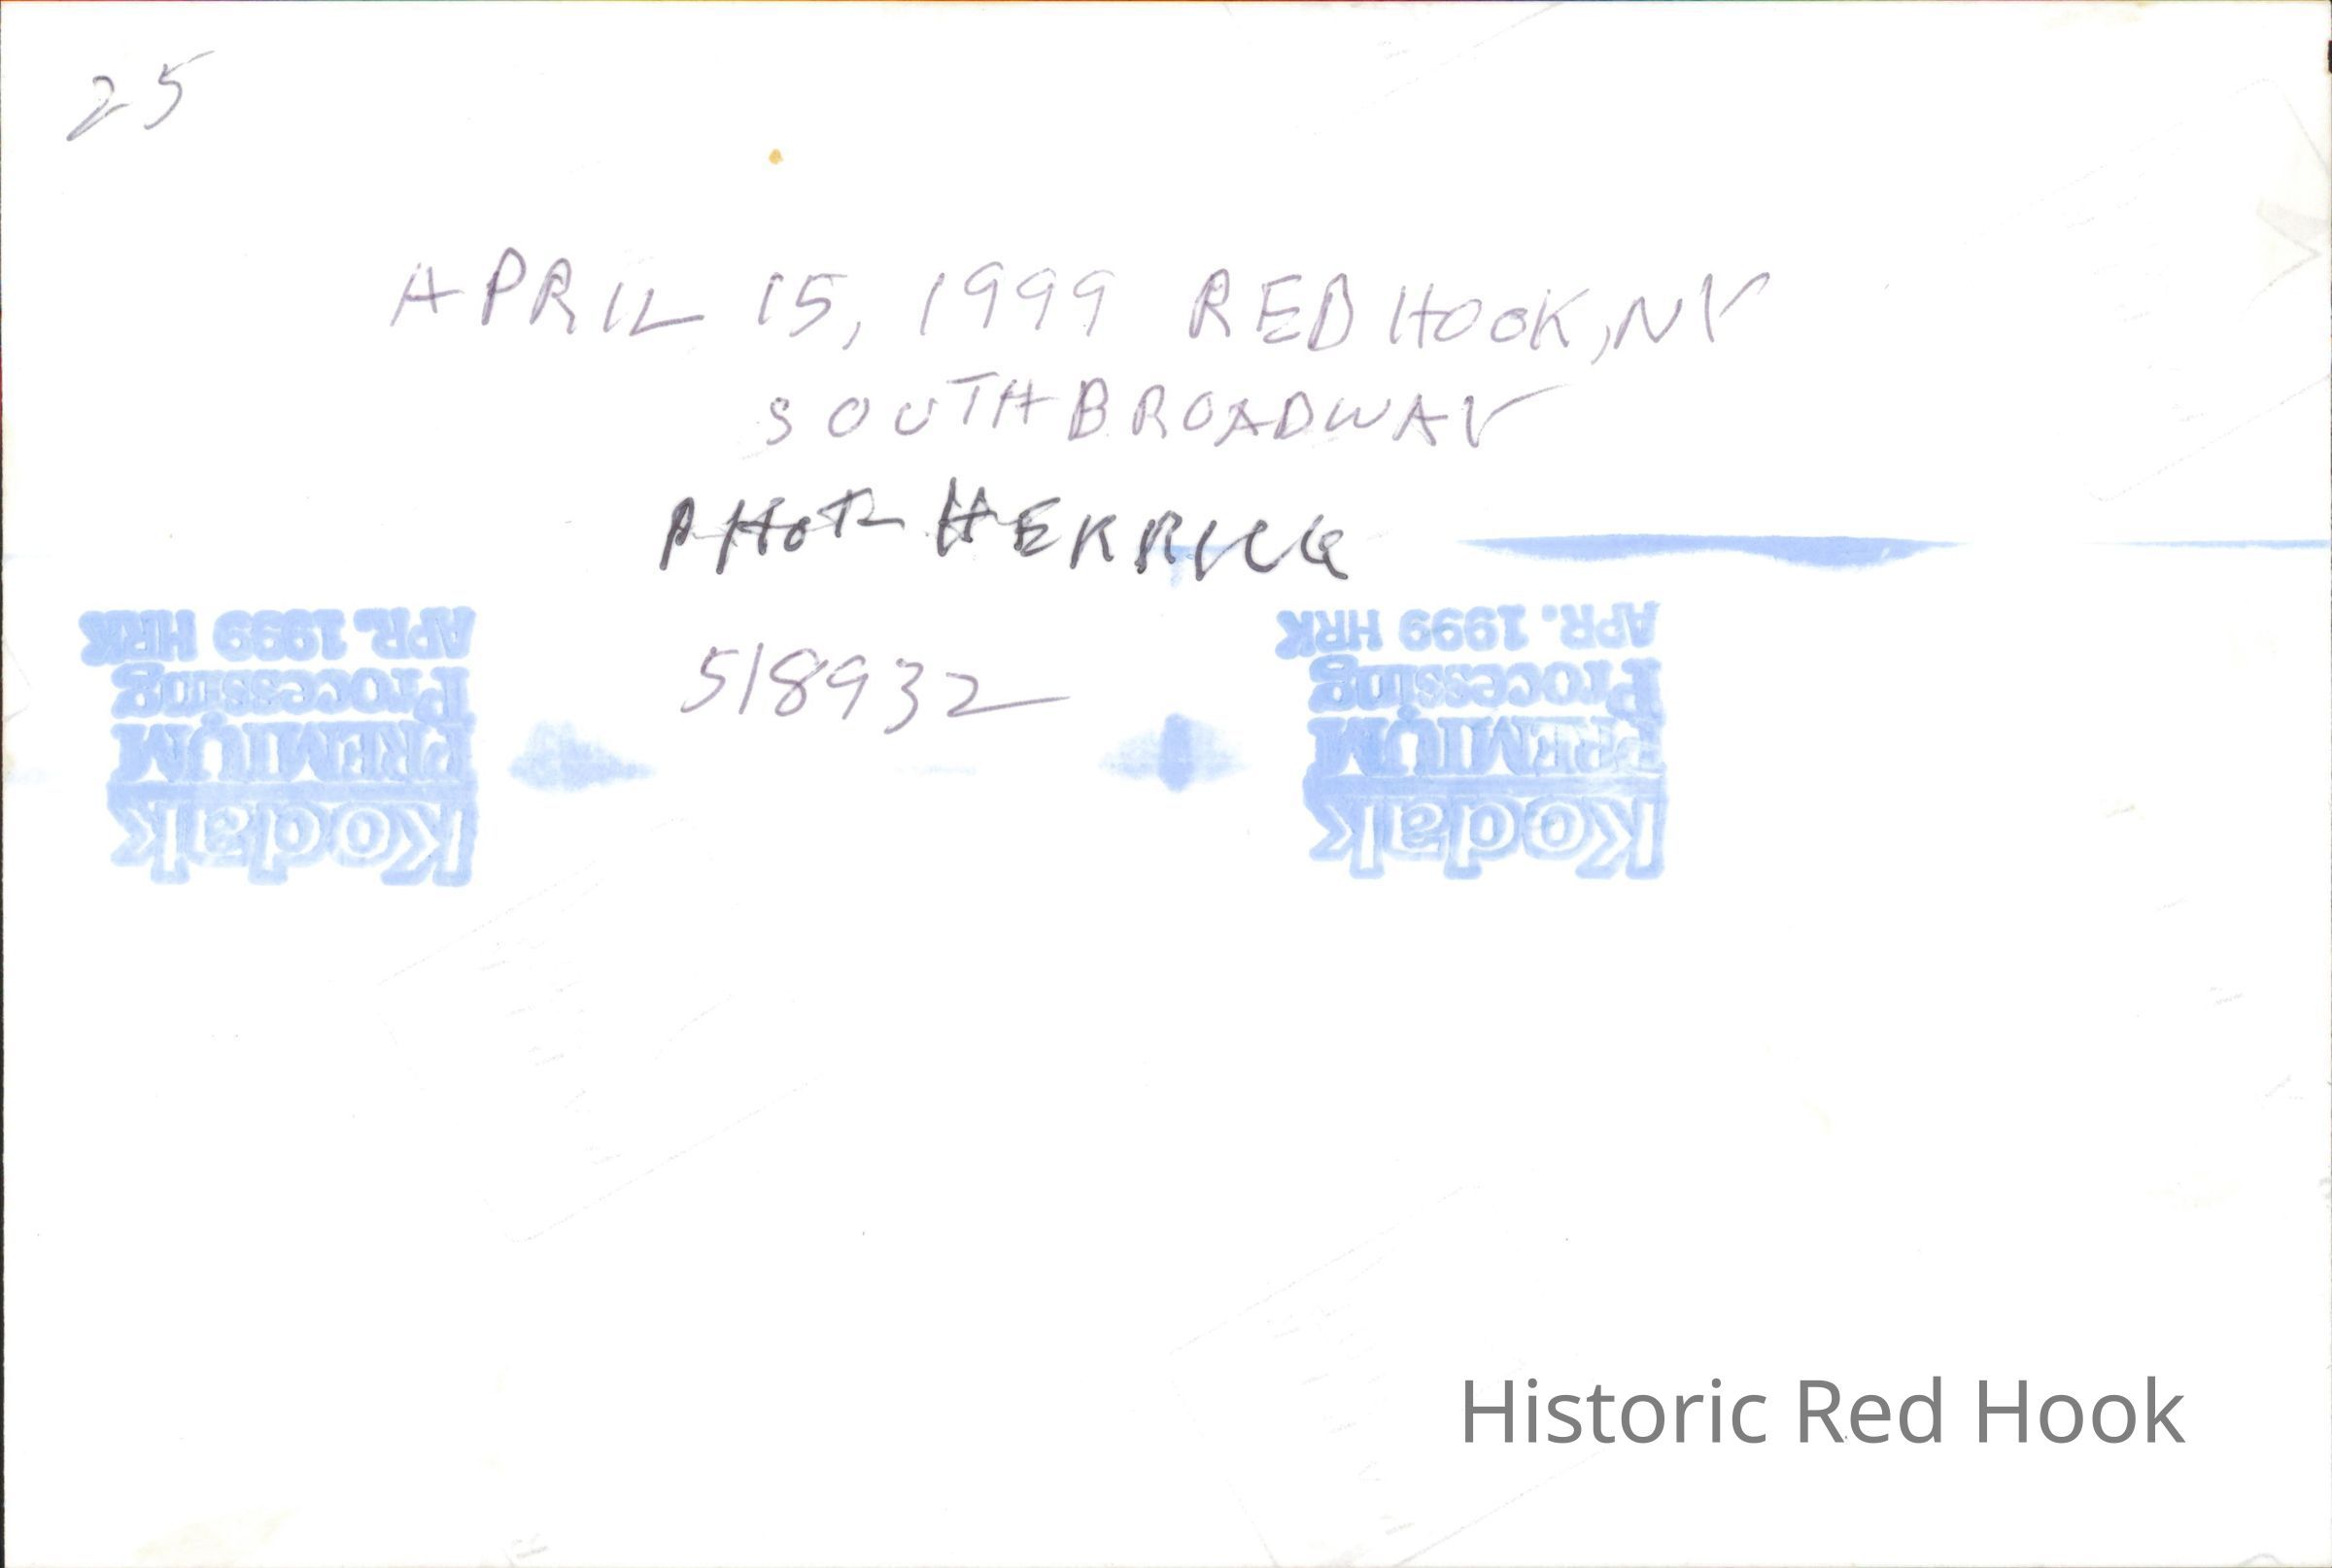 25
APRIL 15, 1999 RED HOOK, NY
SOUTH BROADWAY
PHOT HERRICK
518932
APR. 1999 HRK
Processing
PREMIUM
Kodak
APR. 1999 HRK
Processing
PREMIUM
Kodak
Historic Red Hook